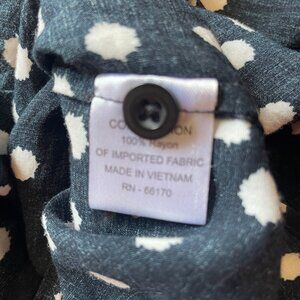 100% Rayon
OF IMPORTED FABRIC
MADE IN VIETNAM
RN - 66170